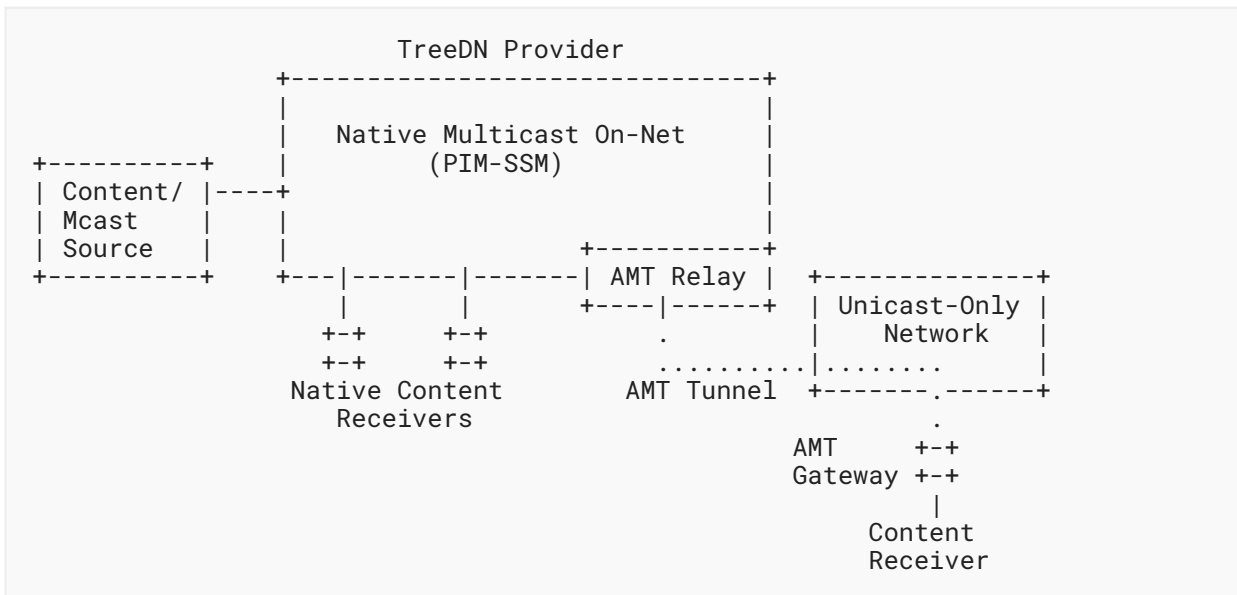 TreeDN Provider
+-------------------------------+
|                               |
|   Native Multicast On-Net     |
+----------+    |         (PIM-SSM)             |
| Content/ |----+                               |
| Mcast    |    |                               |
| Source   |    |                   +-----------+
+----------+    +---|-------|-------| AMT Relay |  +--------------+
|       |       +----|------+  | Unicast-Only |
+-+     +-+           .         |   Network    |
+-+     +-+           ..........|........      |
Native Content        AMT Tunnel  +-------.------+
Receivers                              .
AMT     +-+
Gateway +-+
|
Content
Receiver